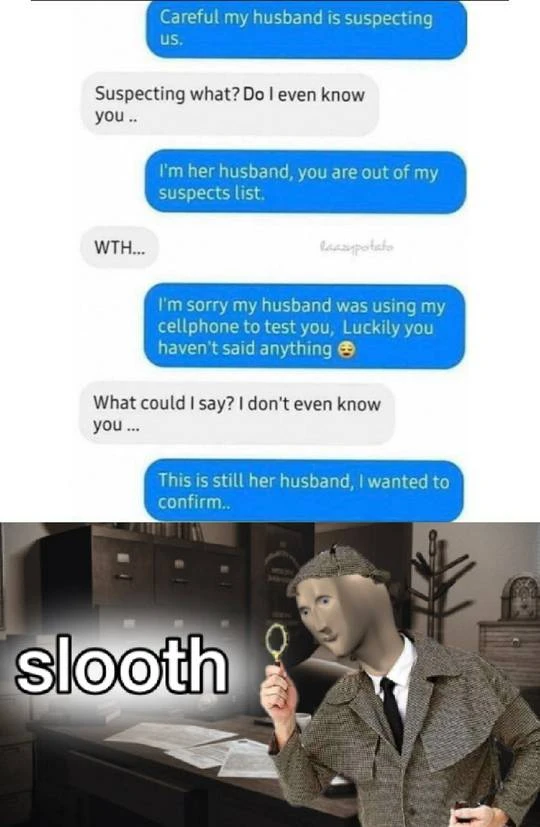 Careful my husband is suspecting
us.
Suspecting what? Do I even know
you ..
I'm her husband, you are out of my
suspects list.
WTH...
I'm sorry my husband was using my
cellphone to test you, Luckily you
haven't said anything 😌
What could I say? I don't even know
you ...
This is still her husband, I wanted to
confirm..
slooth